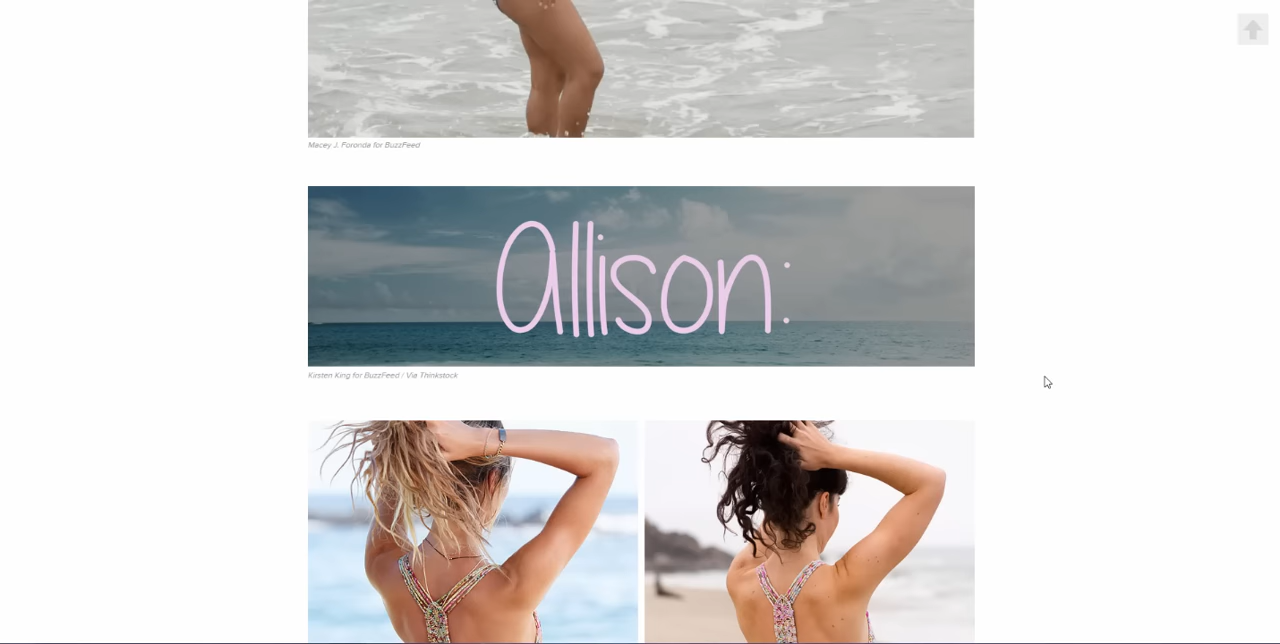 Macey J. Foronda for BuzzFeed
Allison:
Kirsten King for BuzzFeed / Via Thinkstock